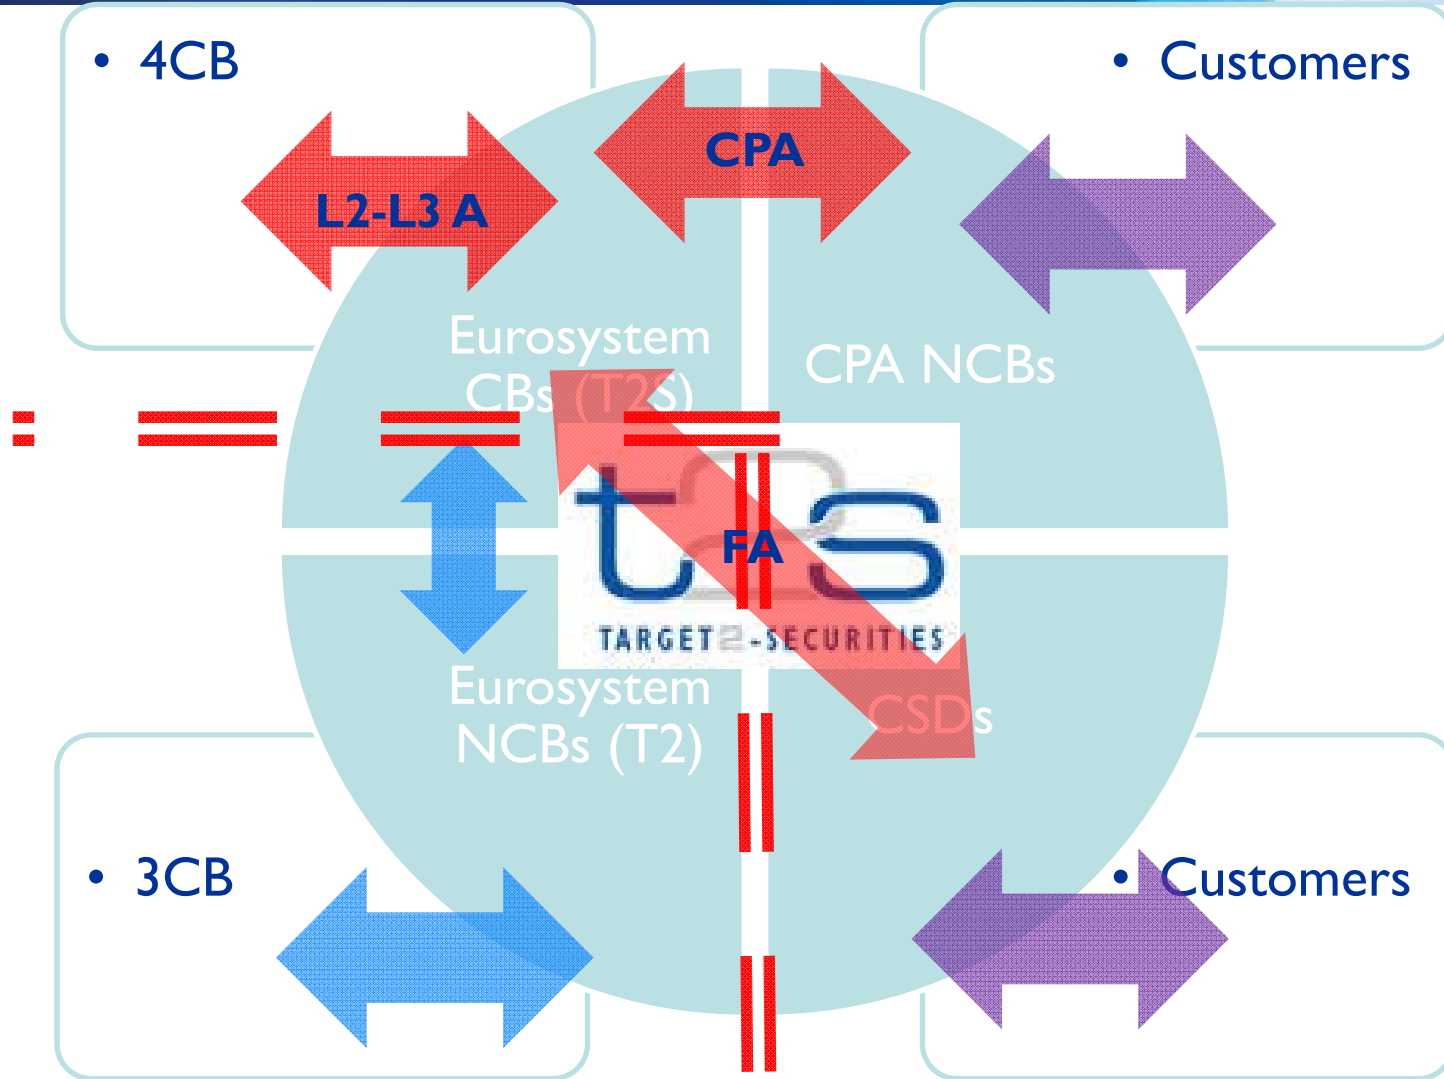 • 4CB
• Customers
CPA
L2-L3 A
Eurosystem
CBs (T2S)
CPA NCBs
t2s
FA
TARGET2-SECURITIES
Eurosystem
NCBs (T2)
CSDs
• 3CB
• Customers